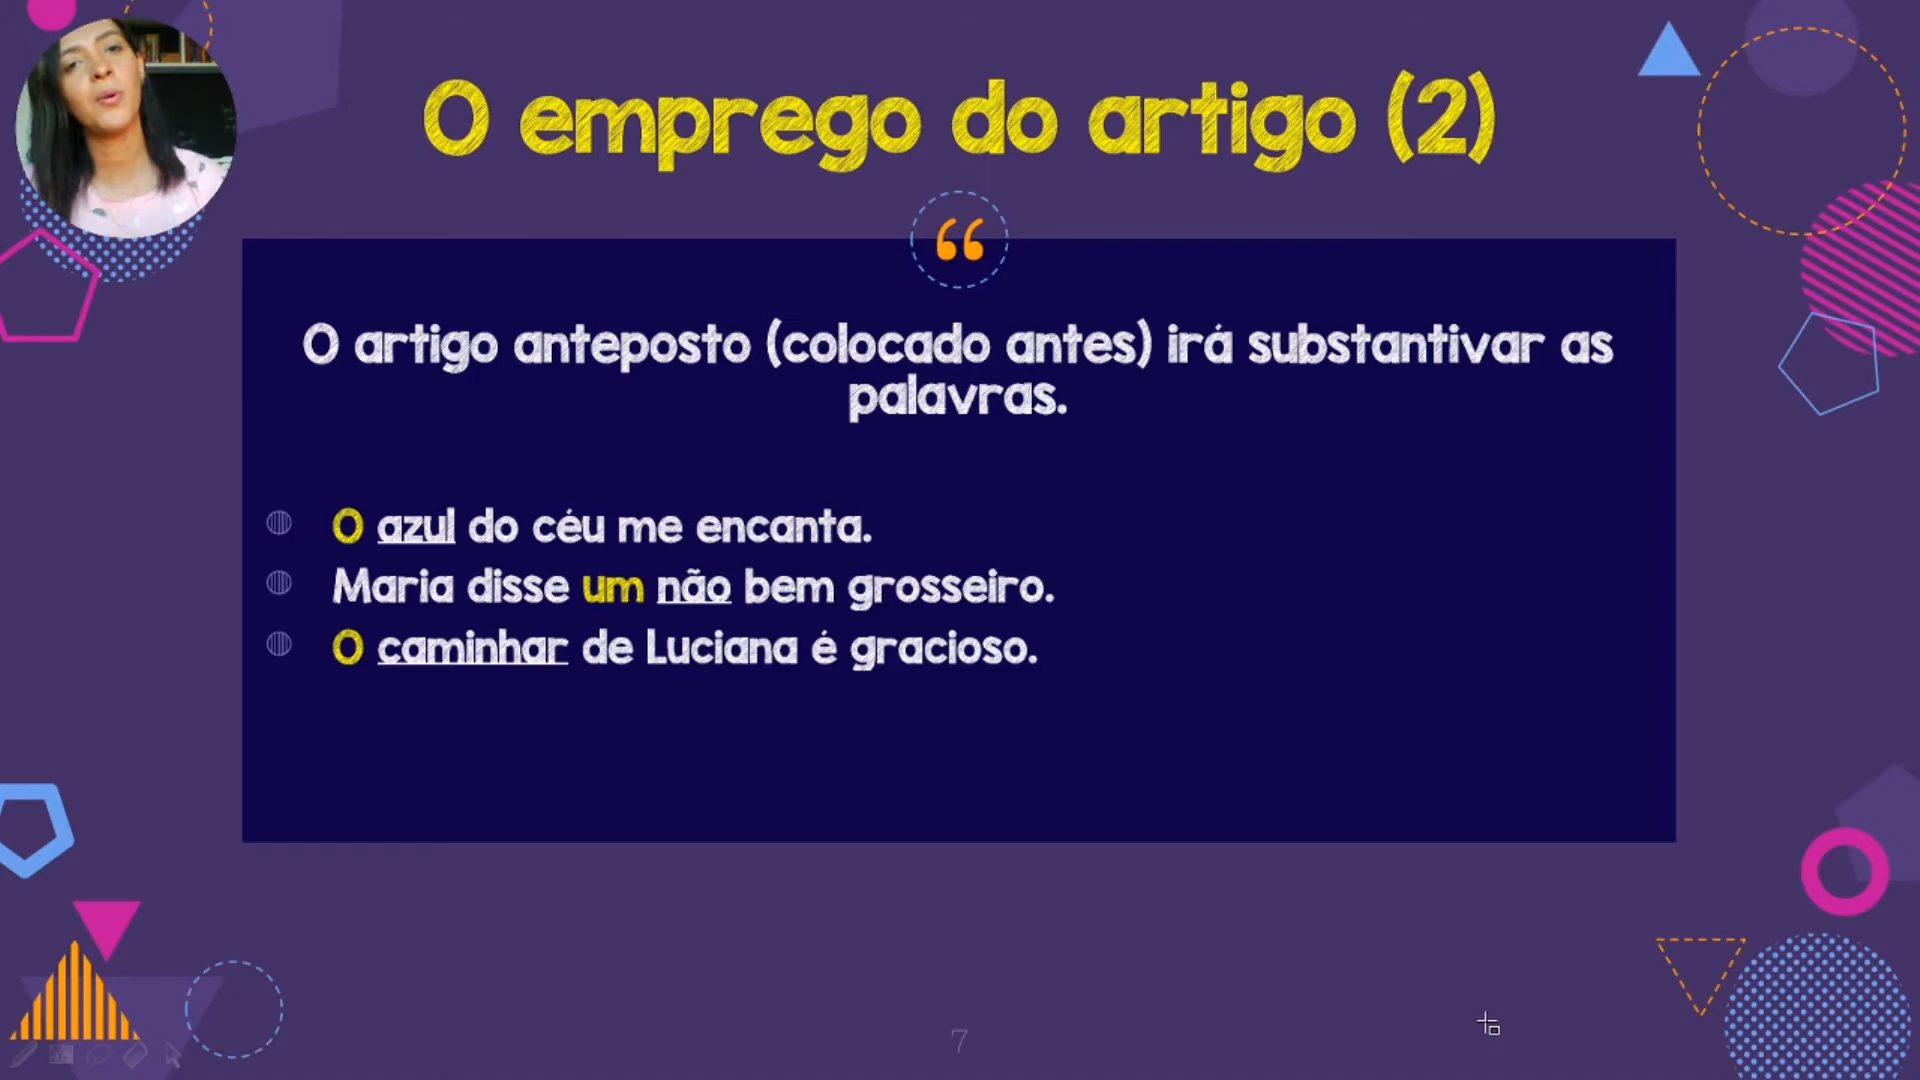 O emprego do artigo (2)
“
O artigo anteposto (colocado antes) irá substantivar as
palavras.
O azul do céu me encanta.
Maria disse um não bem grosseiro.
O caminhar de Luciana é gracioso.
7